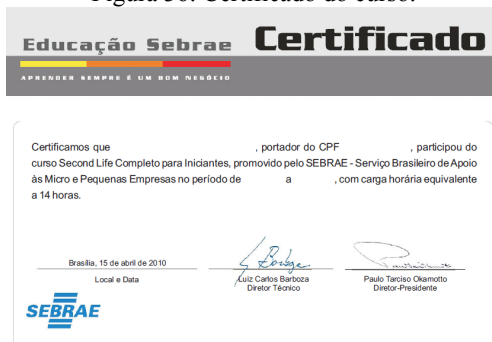 Figura 30. Certificado do curso.
Educação Sebrae
Certificado
APRENDER SEMPRE É UM BOM NEGÓCIO
Certificamos que , portador do CPF , participou do
curso Second Life Completo para Iniciantes, promovido pelo SEBRAE - Serviço Brasileiro de Apoio
às Micro e Pequenas Empresas no período de a , com carga horária equivalente
a 14 horas.
Brasília, 15 de abril de 2010
Local e Data
Luiz Carlos Barboza
Diretor Técnico
Paulo Tarciso Okamotto
Diretor-Presidente
SEBRAE